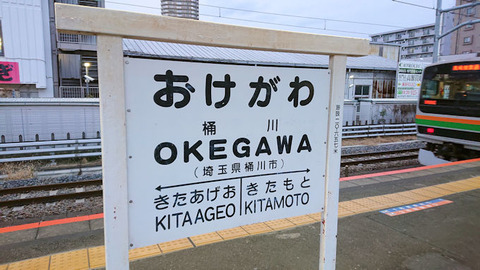 おけがわ
桶 川
OKEGAWA
(埼玉県桶川市)
きたあげお きたもと
KITAAGEO KITAMOTO